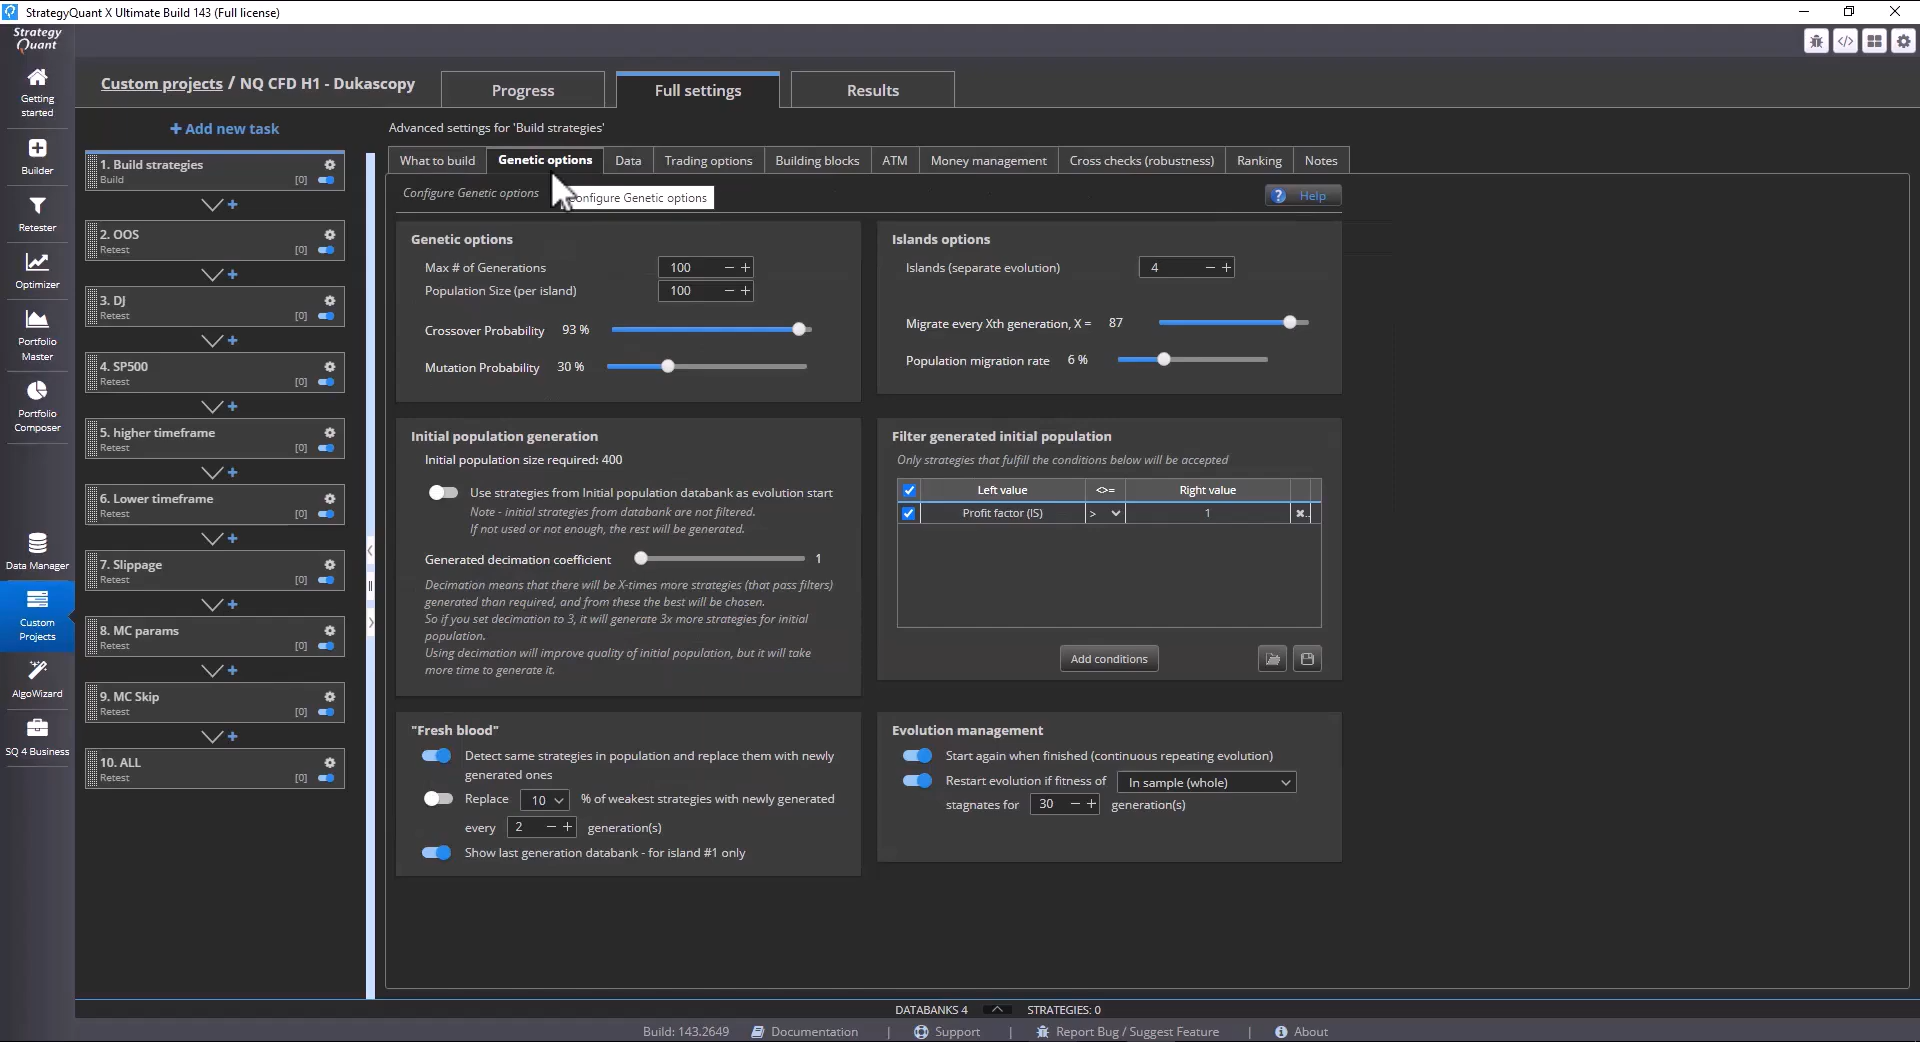 StrategyQuant X Ultimate Build 143 (Full license)
Strategy
Quant
Getting
started
Builder
Retester
Optimizer
Portfolio
Master
Portfolio
Composer
Data Manager
Custom
Projects
AlgoWizard
SQ 4 Business
Custom projects / NQ CFD H1 - Dukascopy
Progress
Full settings
Results
+ Add new task
1. Build strategies
Build [0]
2. OOS
Retest [0]
3. DJ
Retest [0]
4. SP500
Retest [0]
5. higher timeframe
Retest [0]
6. Lower timeframe
Retest [0]
7. Slippage
Retest [0]
8. MC params
Retest [0]
9. MC Skip
Retest [0]
10. ALL
Retest [0]
Advanced settings for 'Build strategies'
What to build Genetic options Data Trading options Building blocks ATM Money management Cross checks (robustness) Ranking Notes
Configure Genetic options
onfigure Genetic options
? Help
Genetic options
Max # of Generations 100 − +
Population Size (per island) 100 − +
Crossover Probability 93 %
Mutation Probability 30 %
Islands options
Islands (separate evolution) 4 − +
Migrate every Xth generation, X = 87
Population migration rate 6 %
Initial population generation
Initial population size required: 400
Use strategies from Initial population databank as evolution start
Note - initial strategies from databank are not filtered.
If not used or not enough, the rest will be generated.
Generated decimation coefficient 1
Decimation means that there will be X-times more strategies (that pass filters)
generated than required, and from these the best will be chosen.
So if you set decimation to 3, it will generate 3x more strategies for initial
population.
Using decimation will improve quality of initial population, but it will take
more time to generate it.
Filter generated initial population
Only strategies that fulfill the conditions below will be accepted
Left value <>= Right value
Profit factor (IS) > 1
Add conditions
"Fresh blood"
Detect same strategies in population and replace them with newly
generated ones
Replace 10 % of weakest strategies with newly generated
every 2 − + generation(s)
Show last generation databank - for island #1 only
Evolution management
Start again when finished (continuous repeating evolution)
Restart evolution if fitness of In sample (whole)
stagnates for 30 − + generation(s)
DATABANKS 4 STRATEGIES: 0
Build: 143.2649 Documentation | Support | Report Bug / Suggest Feature | About